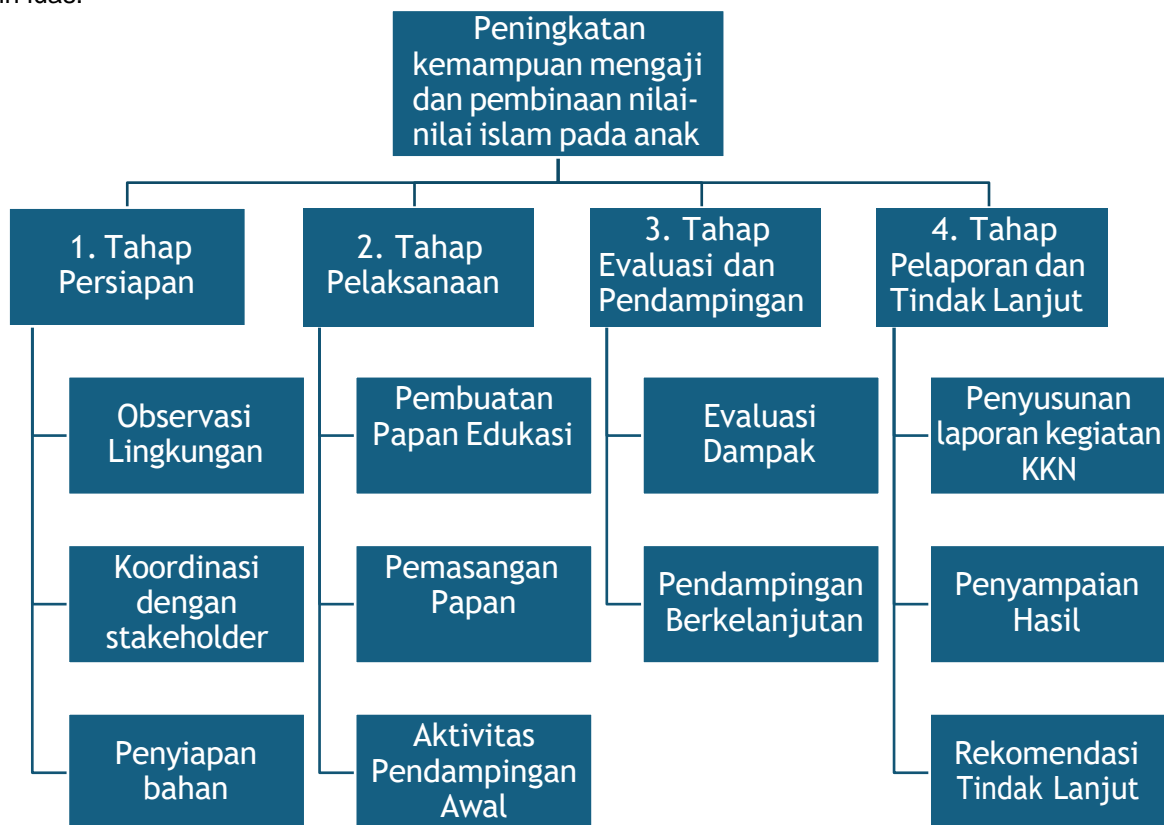 Peningkatan
kemampuan mengaji
dan pembinaan nilai-
nilai islam pada anak
1. Tahap
Persiapan
2. Tahap
Pelaksanaan
3. Tahap
Evaluasi dan
Pendampingan
4. Tahap
Pelaporan dan
Tindak Lanjut
Observasi
Lingkungan
Koordinasi
dengan
stakeholder
Penyiapan
bahan
Pembuatan
Papan Edukasi
Pemasangan
Papan
Aktivitas
Pendampingan
Awal
Evaluasi
Dampak
Pendampingan
Berkelanjutan
Penyusunan
laporan kegiatan
KKN
Penyampaian
Hasil
Rekomendasi
Tindak Lanjut